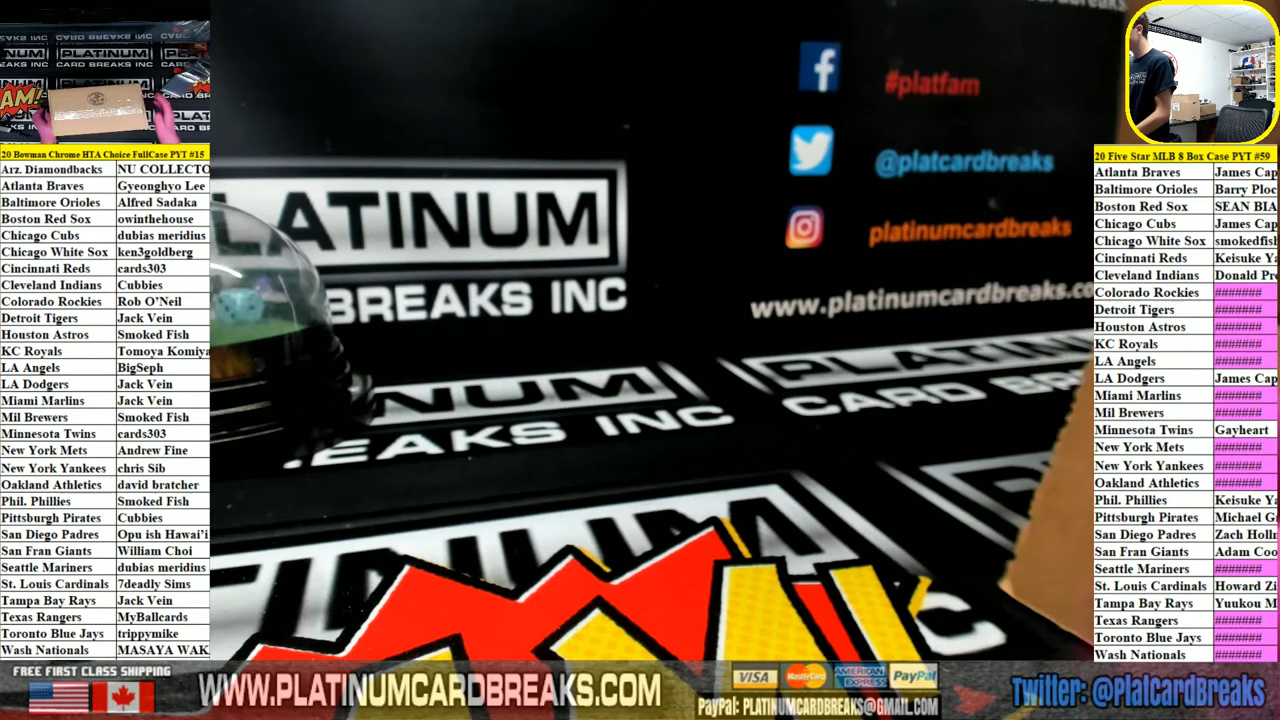 PLATINUM
CARD BREAKS
20 Bowman Chrome HTA Choice FullCase PYT #15
Arz. Diamondbacks NU COLLECTO
Atlanta Braves Gyeonghyo Lee
Baltimore Orioles Alfred Sadaka
Boston Red Sox owinthehouse
Chicago Cubs dubias meridius
Chicago White Sox ken3goldberg
Cincinnati Reds cards303
Cleveland Indians Cubbies
Colorado Rockies Rob O'Neil
Detroit Tigers Jack Vein
Houston Astros Smoked Fish
KC Royals Tomoya Komiya
LA Angels BigSeph
LA Dodgers Jack Vein
Miami Marlins Jack Vein
Mil Brewers Smoked Fish
Minnesota Twins cards303
New York Mets Andrew Fine
New York Yankees chris Sib
Oakland Athletics david bratcher
Phil. Phillies Smoked Fish
Pittsburgh Pirates Cubbies
San Diego Padres Opu ish Hawai'i
San Fran Giants William Choi
Seattle Mariners dubias meridius
St. Louis Cardinals 7deadly Sims
Tampa Bay Rays Jack Vein
Texas Rangers MyBallcards
Toronto Blue Jays trippymike
Wash Nationals MASAYA WAK
#platfam
@platcardbreaks
platinumcardbreaks
www.platinumcardbreaks.co
LATINUM
BREAKS INC
PLATINUM
CARD BREAKS
NUM
EAKS INC
20 Five Star MLB 8 Box Case PYT #59
Atlanta Braves James Cap
Baltimore Orioles Barry Ploc
Boston Red Sox SEAN BIA
Chicago Cubs James Cap
Chicago White Sox smokedfish
Cincinnati Reds Keisuke Ya
Cleveland Indians Donald Pre
Colorado Rockies #######
Detroit Tigers #######
Houston Astros #######
KC Royals #######
LA Angels #######
LA Dodgers James Cap
Miami Marlins #######
Mil Brewers #######
Minnesota Twins Gayheart
New York Mets #######
New York Yankees #######
Oakland Athletics #######
Phil. Phillies Keisuke Ya
Pittsburgh Pirates Michael G
San Diego Padres Zach Holln
San Fran Giants Adam Coo
Seattle Mariners #######
St. Louis Cardinals Howard Zi
Tampa Bay Rays Yuukou M
Texas Rangers #######
Toronto Blue Jays #######
Wash Nationals #######
FREE FIRST CLASS SHIPPING
WWW.PLATINUMCARDBREAKS.COM
VISA MasterCard AMERICAN EXPRESS PayPal
PayPal: PLATINUMCARDBREAKS@GMAIL.COM
Twitter: @PlatCardBreaks